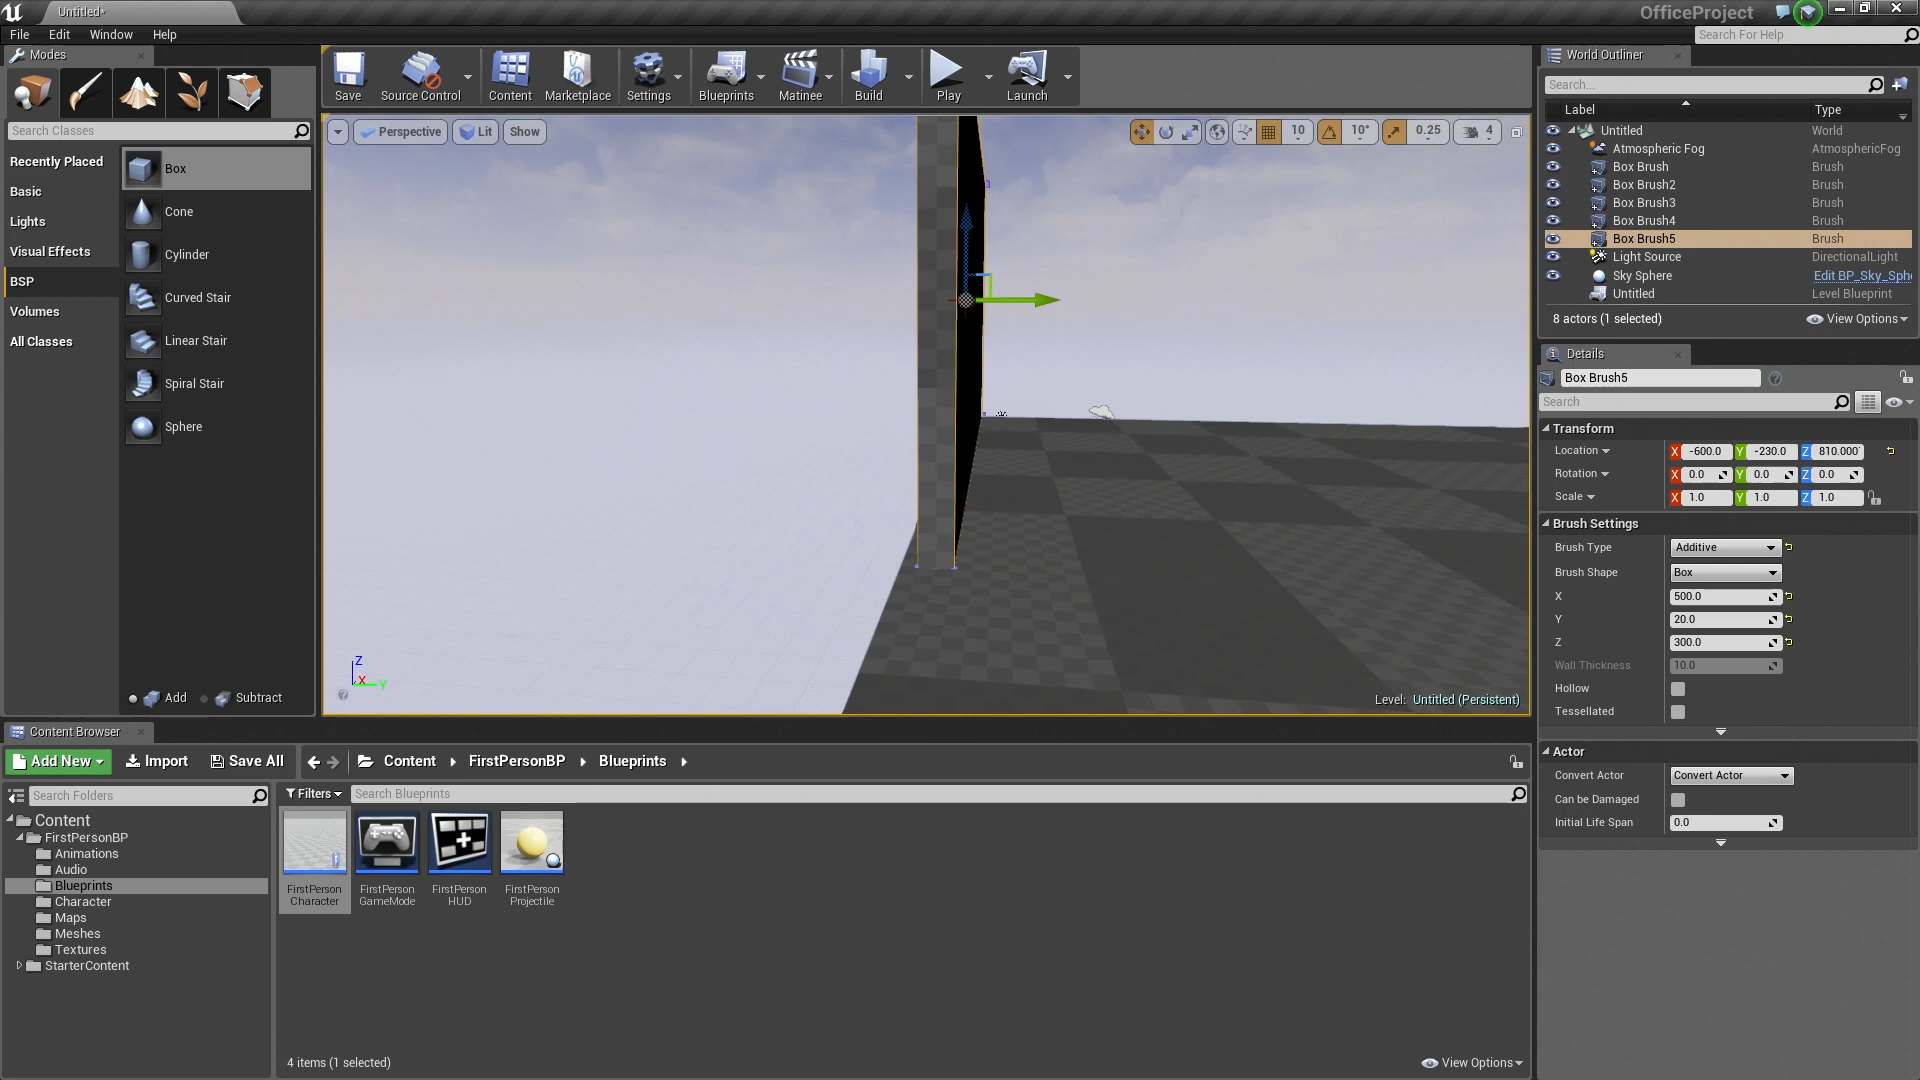 Untitled*
OfficeProject
File Edit Window Help
Search For Help
Modes
Search Classes
Recently Placed
Basic
Lights
Visual Effects
BSP
Volumes
All Classes
Box
Cone
Cylinder
Curved Stair
Linear Stair
Spiral Stair
Sphere
Add Subtract
Save Source Control Content Marketplace Settings Blueprints Matinee Build Play Launch
Perspective Lit Show
10 10° 0.25 4
Z
X Y
Level: Untitled (Persistent)
World Outliner
Search...
Label Type
Untitled World
Atmospheric Fog AtmosphericFog
Box Brush Brush
Box Brush2 Brush
Box Brush3 Brush
Box Brush4 Brush
Box Brush5 Brush
Light Source DirectionalLight
Sky Sphere Edit BP_Sky_Sph
Untitled Level Blueprint
8 actors (1 selected) View Options
Details
Box Brush5
Search
Transform
Location X -600.0 Y -230.0 Z 810.000
Rotation X 0.0 Y 0.0 Z 0.0
Scale X 1.0 Y 1.0 Z 1.0
Brush Settings
Brush Type Additive
Brush Shape Box
X 500.0
Y 20.0
Z 300.0
Wall Thickness 10.0
Hollow
Tessellated
Actor
Convert Actor Convert Actor
Can be Damaged
Initial Life Span 0.0
Content Browser
Add New Import Save All Content FirstPersonBP Blueprints
Search Folders
Filters Search Blueprints
Content
FirstPersonBP
Animations
Audio
Blueprints
Character
Maps
Meshes
Textures
StarterContent
FirstPerson
Character
FirstPerson
GameMode
FirstPerson
HUD
FirstPerson
Projectile
4 items (1 selected) View Options